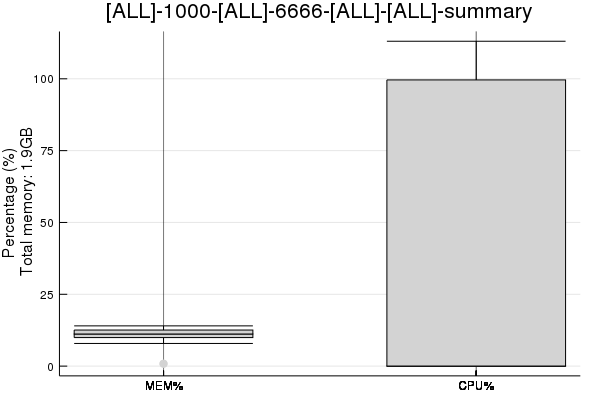 [ALL]-1000-[ALL]-6666-[ALL]-[ALL]-summary
Percentage (%)
Total memory: 1.9GB
100
75
50
25
0
MEM%
CPU%